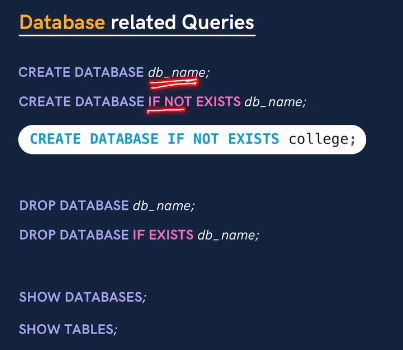 Database related Queries
CREATE DATABASE db_name;
CREATE DATABASE IF NOT EXISTS db_name;
CREATE DATABASE IF NOT EXISTS college;
DROP DATABASE db_name;
DROP DATABASE IF EXISTS db_name;
SHOW DATABASES;
SHOW TABLES;